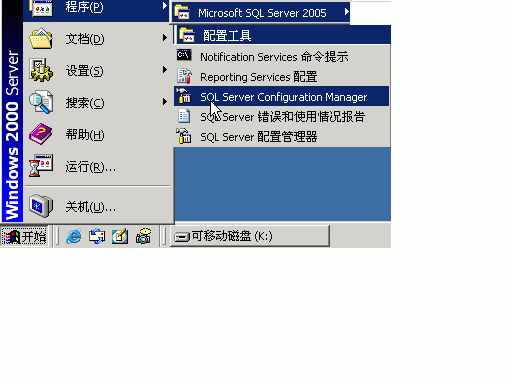 程序(P)
Microsoft SQL Server 2005
文档(D)
配置工具
Notification Services 命令提示
设置(S)
Reporting Services 配置
搜索(C)
SQL Server Configuration Manager
SQL Server 错误和使用情况报告
帮助(H)
SQL Server 配置管理器
运行(R)...
关机(U)...
Windows 2000 Server
开始
可移动磁盘 (K:)